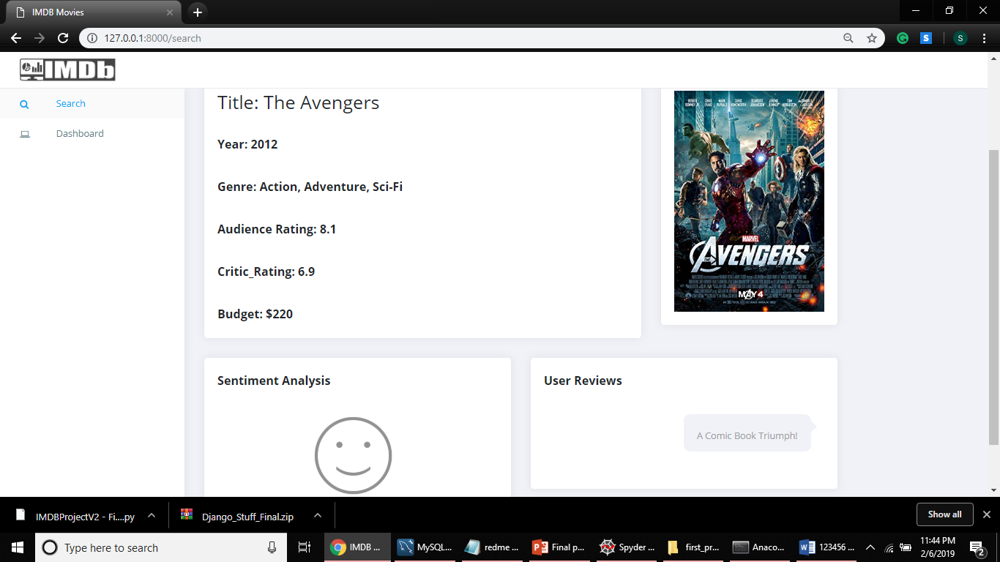 IMDB Movies
127.0.0.1:8000/search
S
S
IMDb
Search
Dashboard
Title: The Avengers
Year: 2012
Genre: Action, Adventure, Sci-Fi
Audience Rating: 8.1
Critic_Rating: 6.9
Budget: $220
MARVEL
THE AVENGERS
MAY 4
Sentiment Analysis
User Reviews
A Comic Book Triumph!
IMDBProjectV2 - Fi....py
Django_Stuff_Final.zip
Show all
Type here to search
IMDB ...
MySQL...
redme ...
Final p...
Spyder ...
first_pr...
Anaco...
123456 ...
11:44 PM
2/6/2019
2